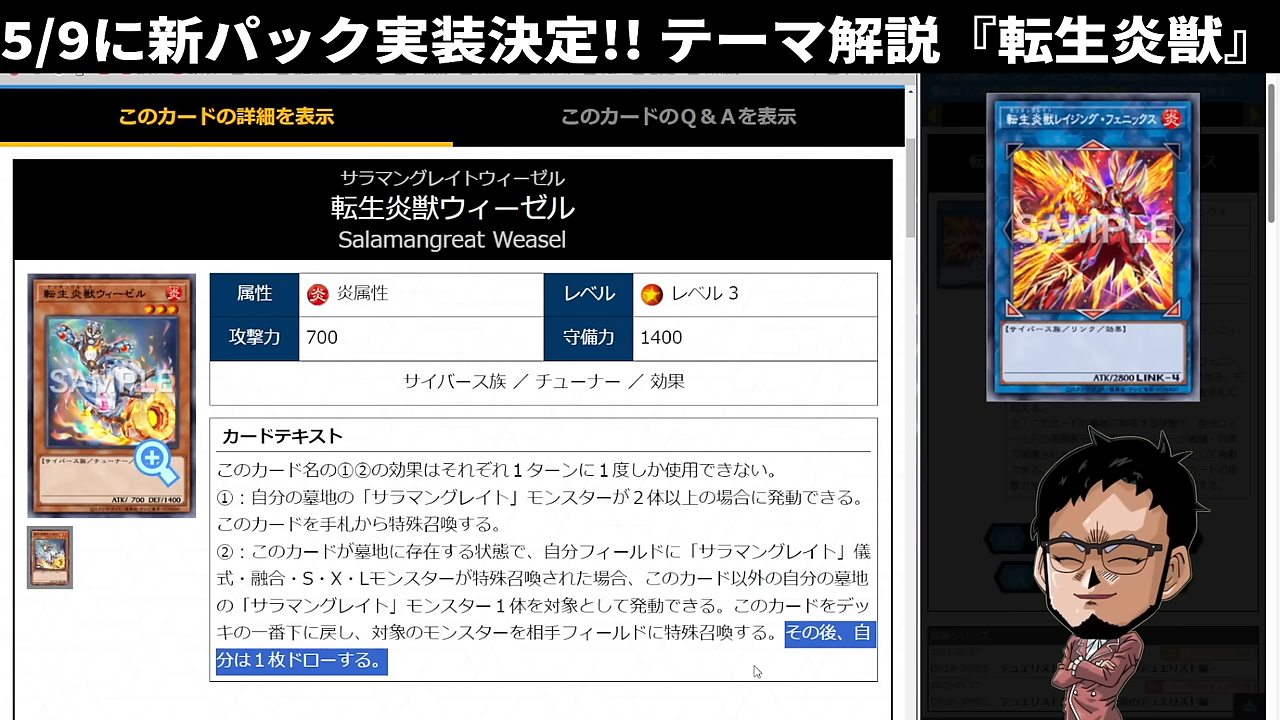 5/9に新パック実装決定!! テーマ解説『転生炎獣』
このカードの詳細を表示
このカードのQ＆Aを表示
サラマングレイトウィーゼル
転生炎獣ウィーゼル
Salamangreat Weasel
属性
炎
炎属性
レベル
レベル 3
攻撃力
700
守備力
1400
サイバース族 ／ チューナー ／ 効果
カードテキスト
このカード名の①②の効果はそれぞれ１ターンに１度しか使用できない。
①：自分の墓地の「サラマングレイト」モンスターが２体以上の場合に発動できる。
このカードを手札から特殊召喚する。
②：このカードが墓地に存在する状態で、自分フィールドに「サラマングレイト」儀
式・融合・S・X・Lモンスターが特殊召喚された場合、このカード以外の自分の墓地
の「サラマングレイト」モンスター１体を対象として発動できる。このカードをデッ
キの一番下に戻し、対象のモンスターを相手フィールドに特殊召喚する。その後、自
分は１枚ドローする。
転生炎獣ウィーゼル
炎
SAMPLE
【サイバース族／チューナー／
ATK/ 700 DEF/1400
転生炎獣レイジング・フェニックス
炎
SAMPLE
【サイバース族／リンク／効果】
ATK/2800 LINK-4